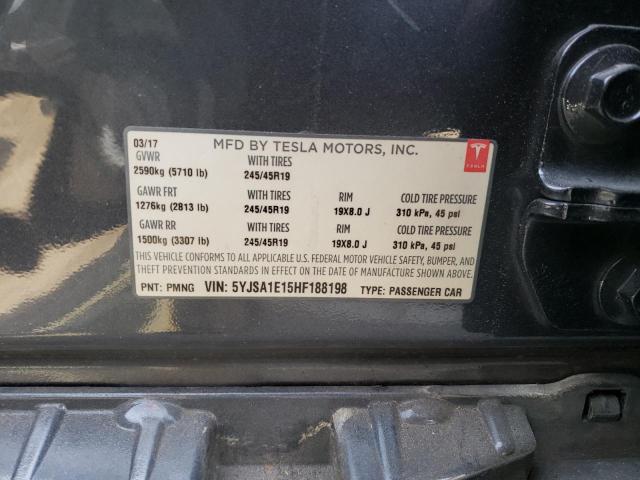 03/17 MFD BY TESLA MOTORS, INC.
GVWR WITH TIRES
2590kg (5710 lb) 245/45R19
TESLA
GAWR FRT WITH TIRES RIM COLD TIRE PRESSURE
1276kg (2813 lb) 245/45R19 19X8.0 J 310 kPa, 45 psi
GAWR RR WITH TIRES RIM COLD TIRE PRESSURE
1500kg (3307 lb) 245/45R19 19X8.0 J 310 kPa, 45 psi
THIS VEHICLE CONFORMS TO ALL APPLICABLE U.S. FEDERAL MOTOR VEHICLE SAFETY, BUMPER, AND
THEFT PREVENTION STANDARDS IN EFFECT ON THE DATE OF MANUFACTURE SHOWN ABOVE.
PNT: PMNG VIN: 5YJSA1E15HF188198 TYPE: PASSENGER CAR